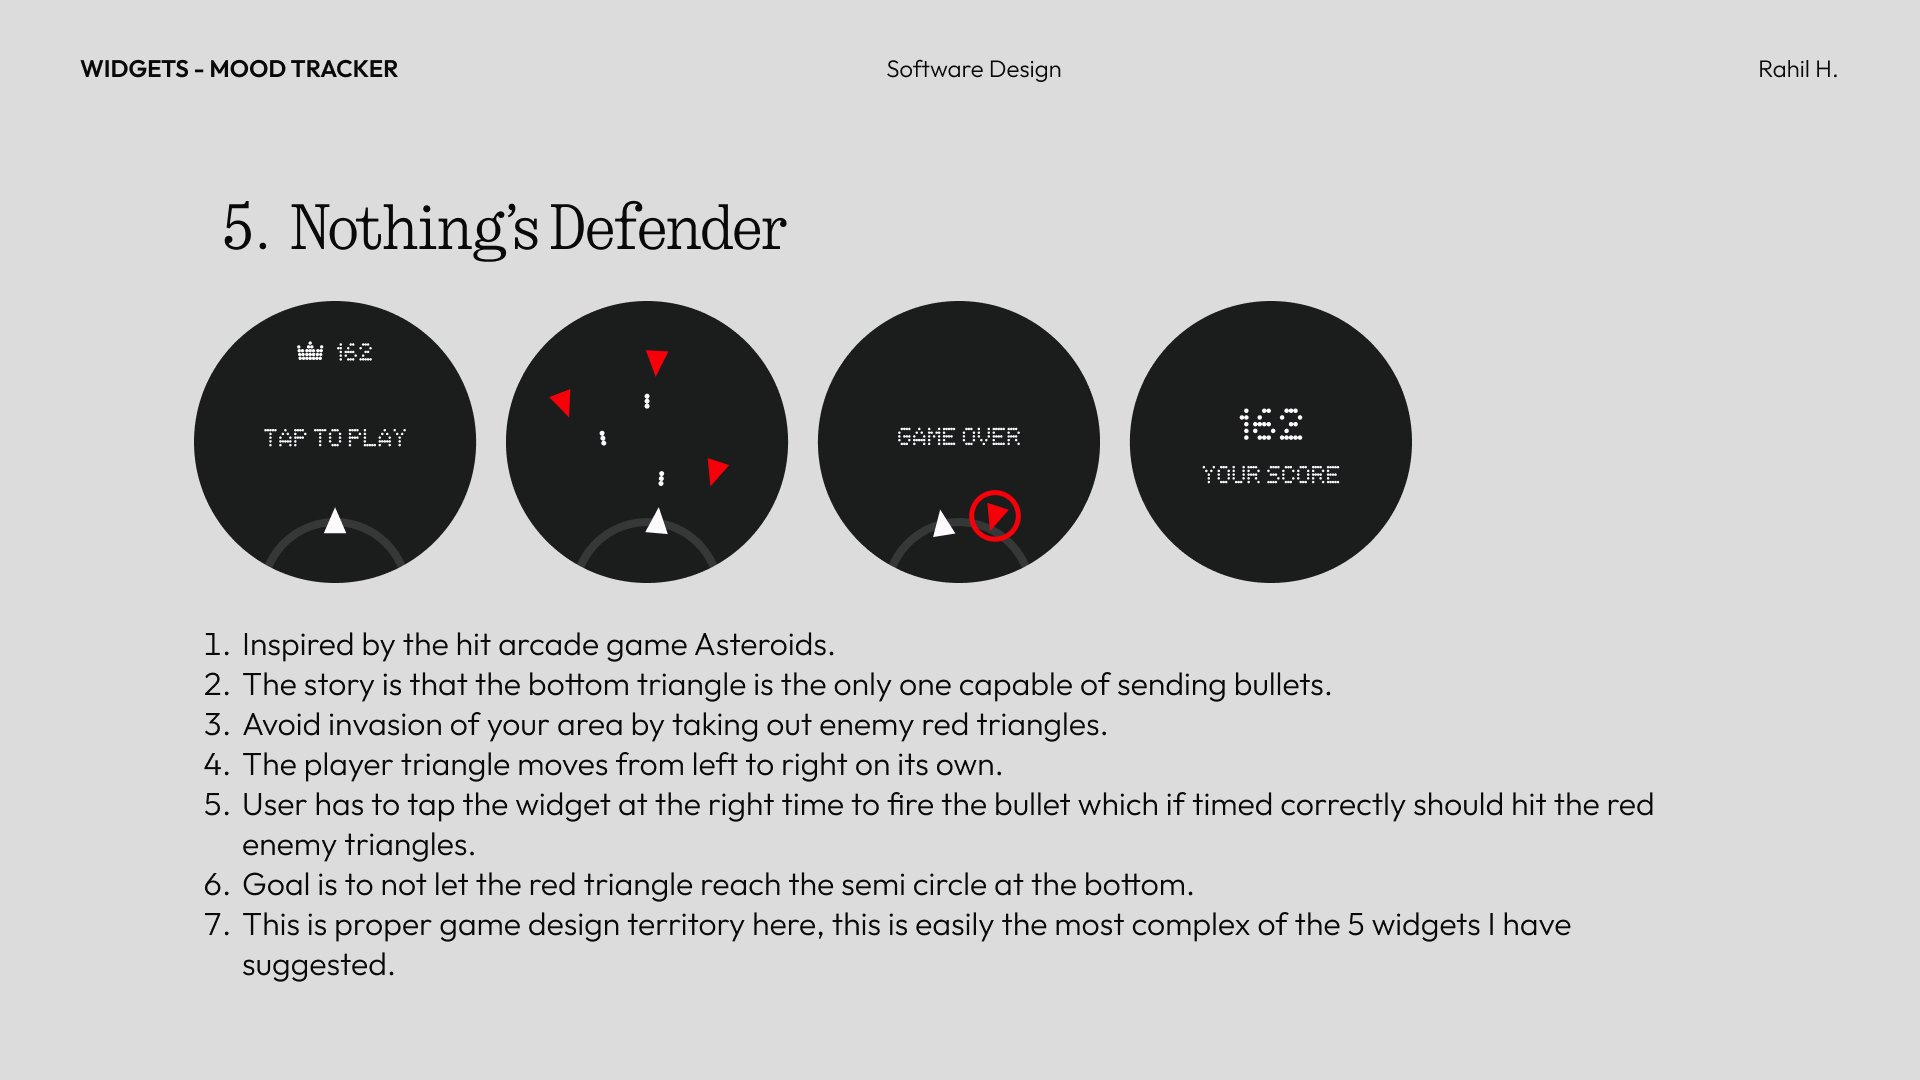 WIDGETS - MOOD TRACKER
Software Design
Rahil H.
5. Nothing’s Defender
162
TAP TO PLAY
GAME OVER
162
YOUR SCORE
1. Inspired by the hit arcade game Asteroids.
2. The story is that the bottom triangle is the only one capable of sending bullets.
3. Avoid invasion of your area by taking out enemy red triangles.
4. The player triangle moves from left to right on its own.
5. User has to tap the widget at the right time to fire the bullet which if timed correctly should hit the red
enemy triangles.
6. Goal is to not let the red triangle reach the semi circle at the bottom.
7. This is proper game design territory here, this is easily the most complex of the 5 widgets I have
suggested.